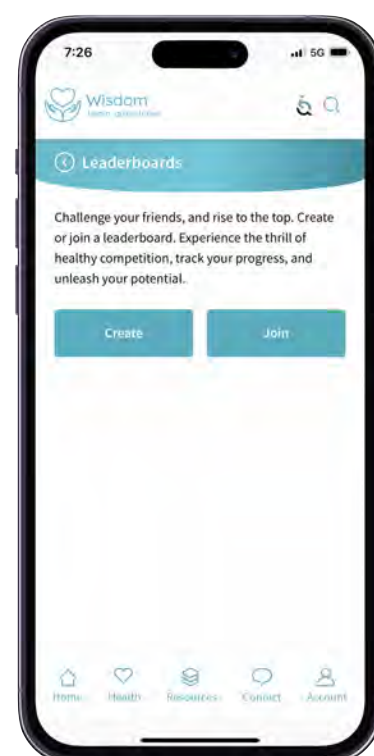 7:26
5G
Wisdom
Leaderboards
Challenge your friends, and rise to the top. Create
or join a leaderboard. Experience the thrill of
healthy competition, track your progress, and
unleash your potential.
Create
Join
Home
Health
Resources
Connect
Account